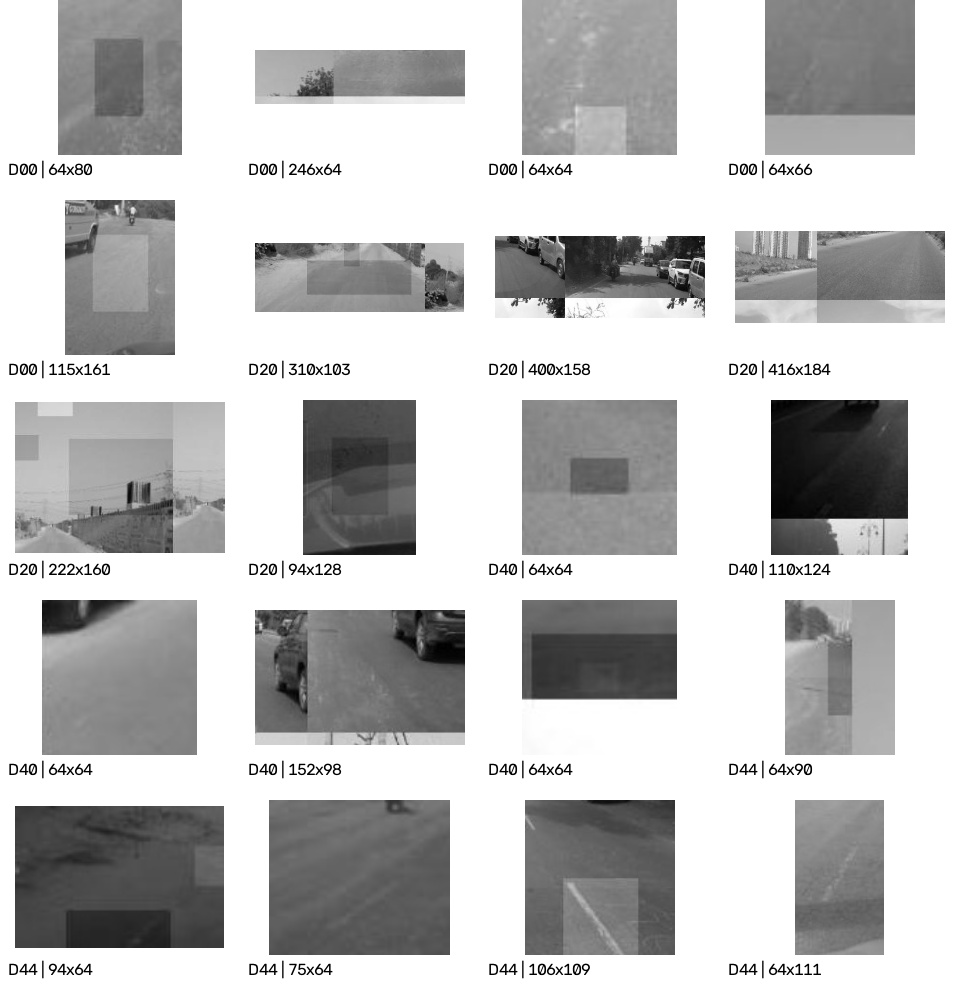 D00 | 64x80
D00 | 246x64
D00 | 64x64
D00 | 64x66
D00 | 115x161
D20 | 310x103
D20 | 400x158
D20 | 416x184
D20 | 222x160
D20 | 94x128
D40 | 64x64
D40 | 110x124
D40 | 64x64
D40 | 152x98
D40 | 64x64
D44 | 64x90
D44 | 94x64
D44 | 75x64
D44 | 106x109
D44 | 64x111